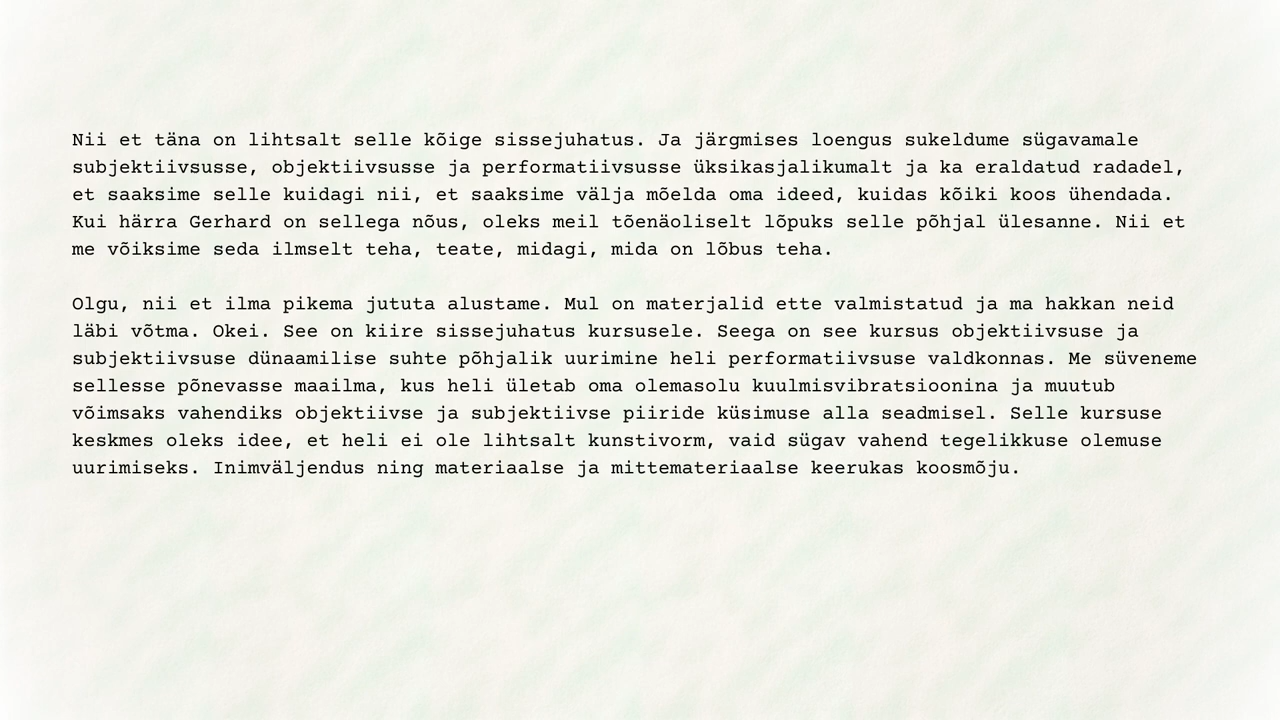 Nii et täna on lihtsalt selle kõige sissejuhatus. Ja järgmises loengus sukeldume sügavamale
subjektiivsusse, objektiivsusse ja performatiivsusse üksikasjalikumalt ja ka eraldatud radadel,
et saaksime selle kuidagi nii, et saaksime välja mõelda oma ideed, kuidas kõiki koos ühendada.
Kui härra Gerhard on sellega nõus, oleks meil tõenäoliselt lõpuks selle põhjal ülesanne. Nii et
me võiksime seda ilmselt teha, teate, midagi, mida on lõbus teha.

Olgu, nii et ilma pikema jututa alustame. Mul on materjalid ette valmistatud ja ma hakkan neid
läbi võtma. Okei. See on kiire sissejuhatus kursusele. Seega on see kursus objektiivsuse ja
subjektiivsuse dünaamilise suhte põhjalik uurimine heli performatiivsuse valdkonnas. Me süveneme
sellesse põnevasse maailma, kus heli ületab oma olemasolu kuulmisvibratsioonina ja muutub
võimsaks vahendiks objektiivse ja subjektiivse piiride küsimuse alla seadmisel. Selle kursuse
keskmes oleks idee, et heli ei ole lihtsalt kunstivorm, vaid sügav vahend tegelikkuse olemuse
uurimiseks. Inimväljendus ning materiaalse ja mittemateriaalse keerukas koosmõju.